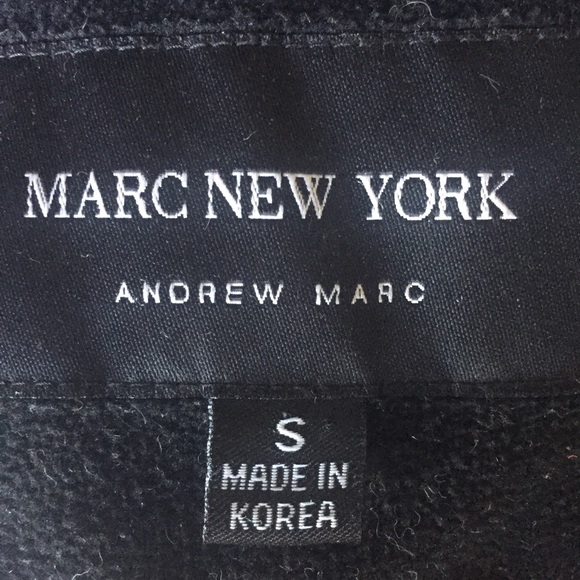 MARC NEW YORK
ANDREW MARC
S
MADE IN
KOREA